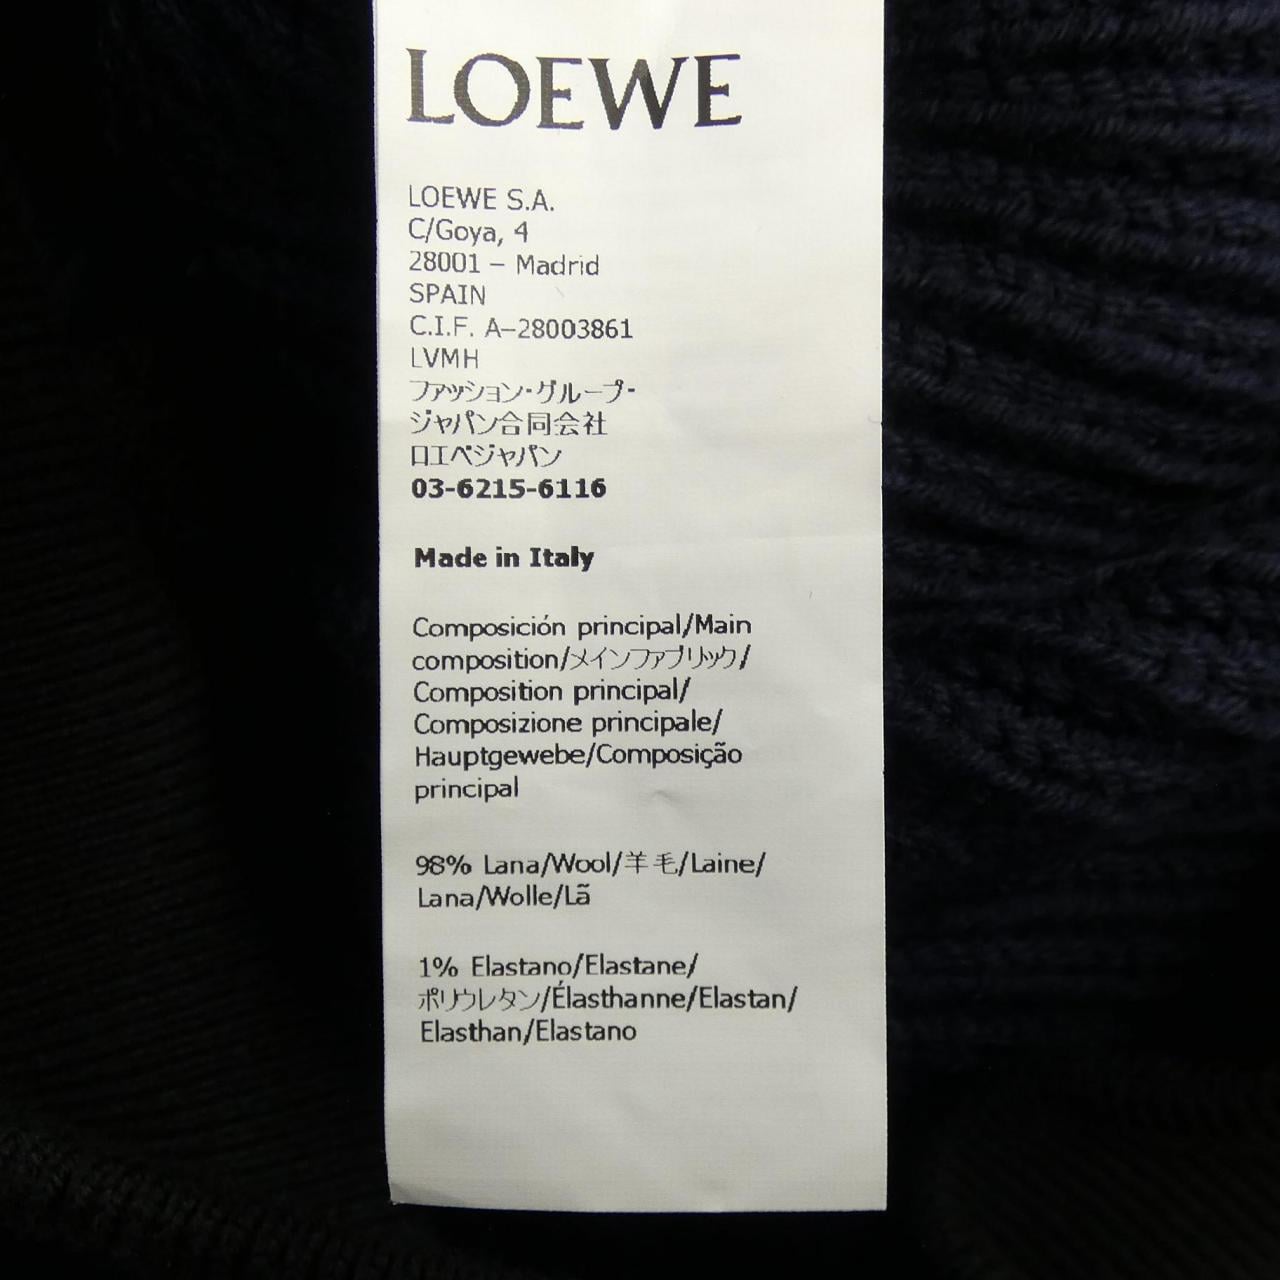 LOEWE
LOEWE S.A.
C/Goya, 4
28001 – Madrid
SPAIN
C.I.F. A–28003861
LVMH
ファッション・グループ・
ジャパン合同会社
ロエベジャパン
03-6215-6116
Made in Italy
Composición principal/Main
composition/メインファブリック/
Composition principal/
Composizione principale/
Hauptgewebe/Composição
principal
98% Lana/Wool/羊毛/Laine/
Lana/Wolle/Lã
1% Elastano/Elastane/
ポリウレタン/Élasthanne/Elastan/
Elasthan/Elastano